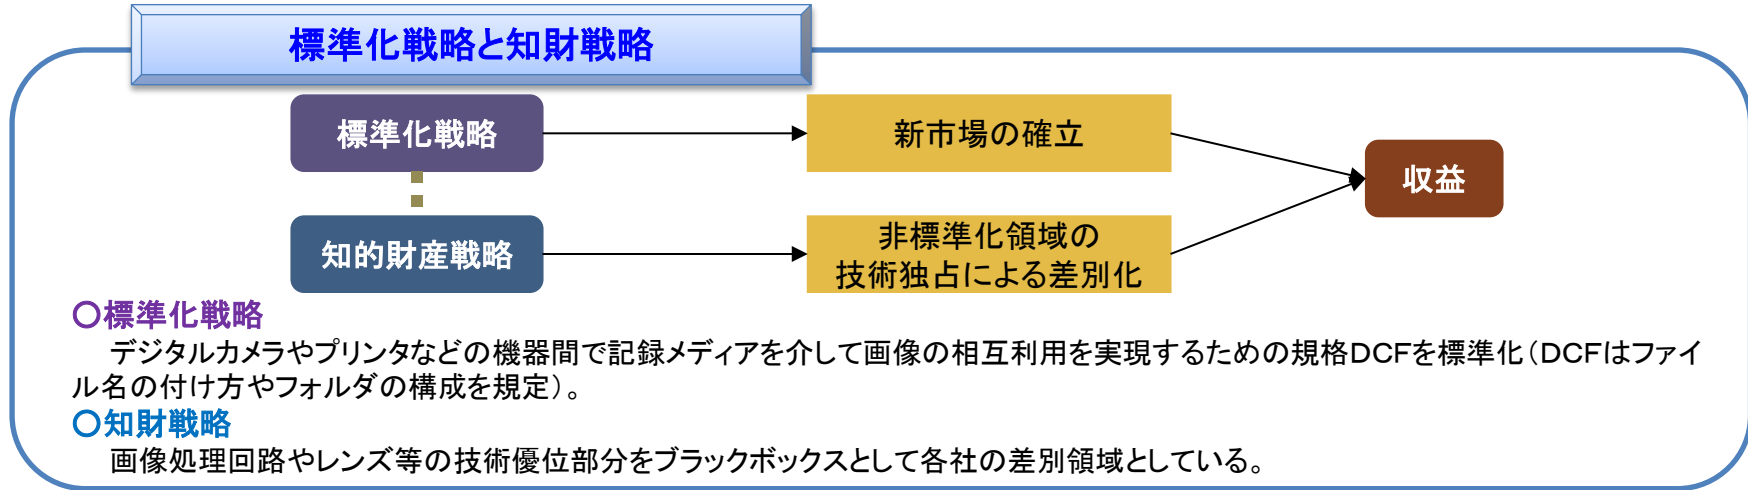 標準化戦略と知財戦略
標準化戦略
新市場の確立
収益
知的財産戦略
非標準化領域の
技術独占による差別化
〇標準化戦略
デジタルカメラやプリンタなどの機器間で記録メディアを介して画像の相互利用を実現するための規格DCFを標準化（DCFはファイ
ル名の付け方やフォルダの構成を規定）。
〇知財戦略
画像処理回路やレンズ等の技術優位部分をブラックボックスとして各社の差別領域としている。